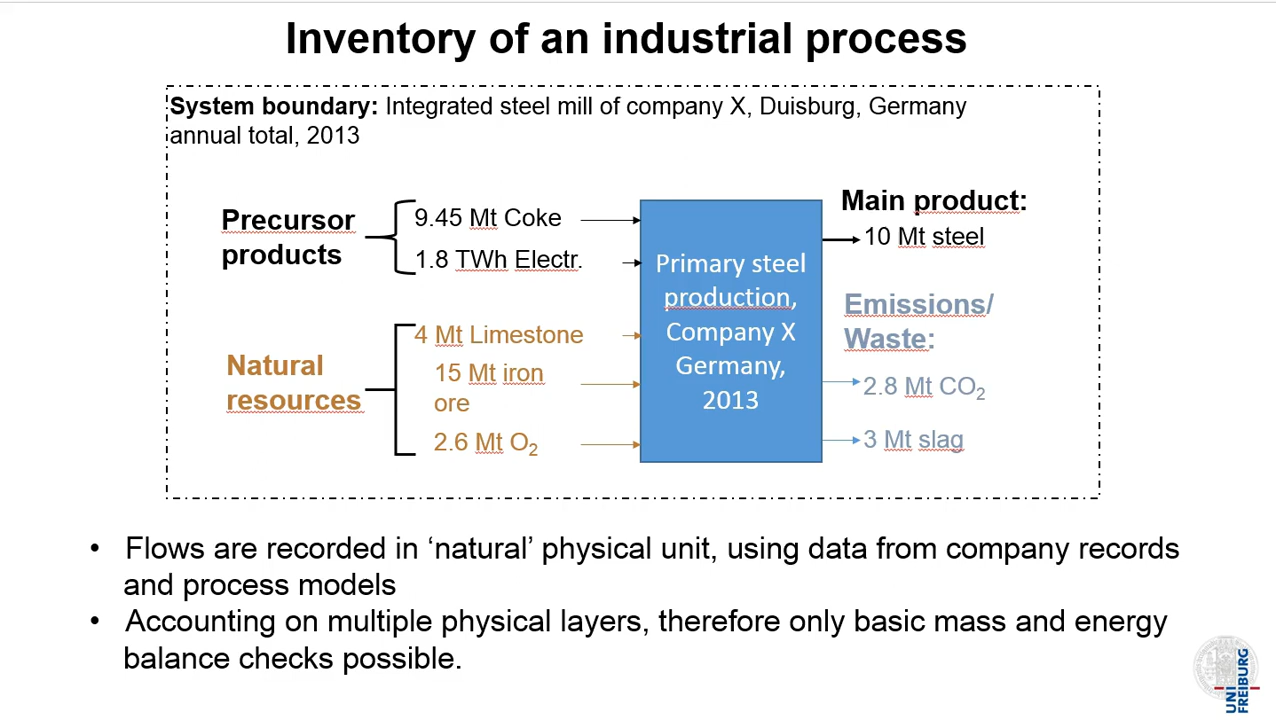 Inventory of an industrial process
System boundary: Integrated steel mill of company X, Duisburg, Germany
annual total, 2013
Precursor
products
9.45 Mt Coke
1.8 TWh Electr.
Natural
resources
4 Mt Limestone
15 Mt iron
ore
2.6 Mt O₂
Primary steel
production,
Company X
Germany,
2013
Main product:
10 Mt steel
Emissions/
Waste:
2.8 Mt CO₂
3 Mt slag
• Flows are recorded in ‘natural’ physical unit, using data from company records
and process models
• Accounting on multiple physical layers, therefore only basic mass and energy
balance checks possible.
UNI
FREIBURG